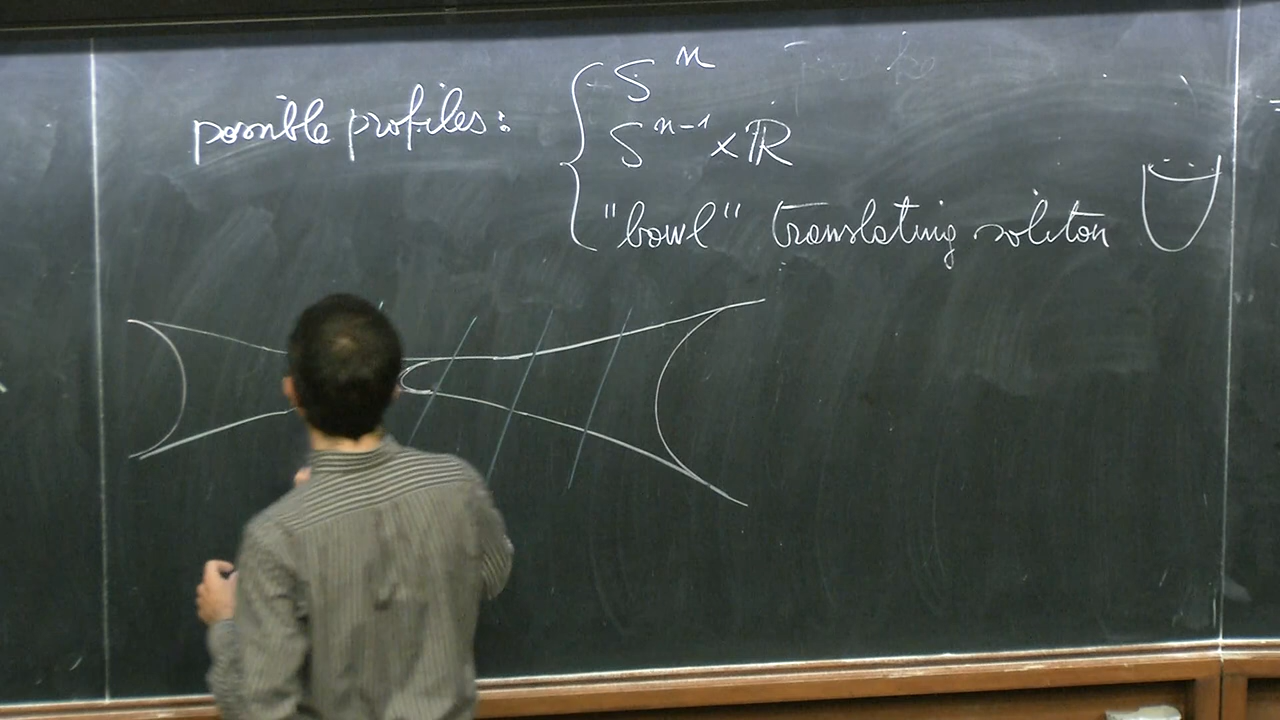 possible profiles:
S^n
S^{n-1} × ℝ
"bowl" translating soliton